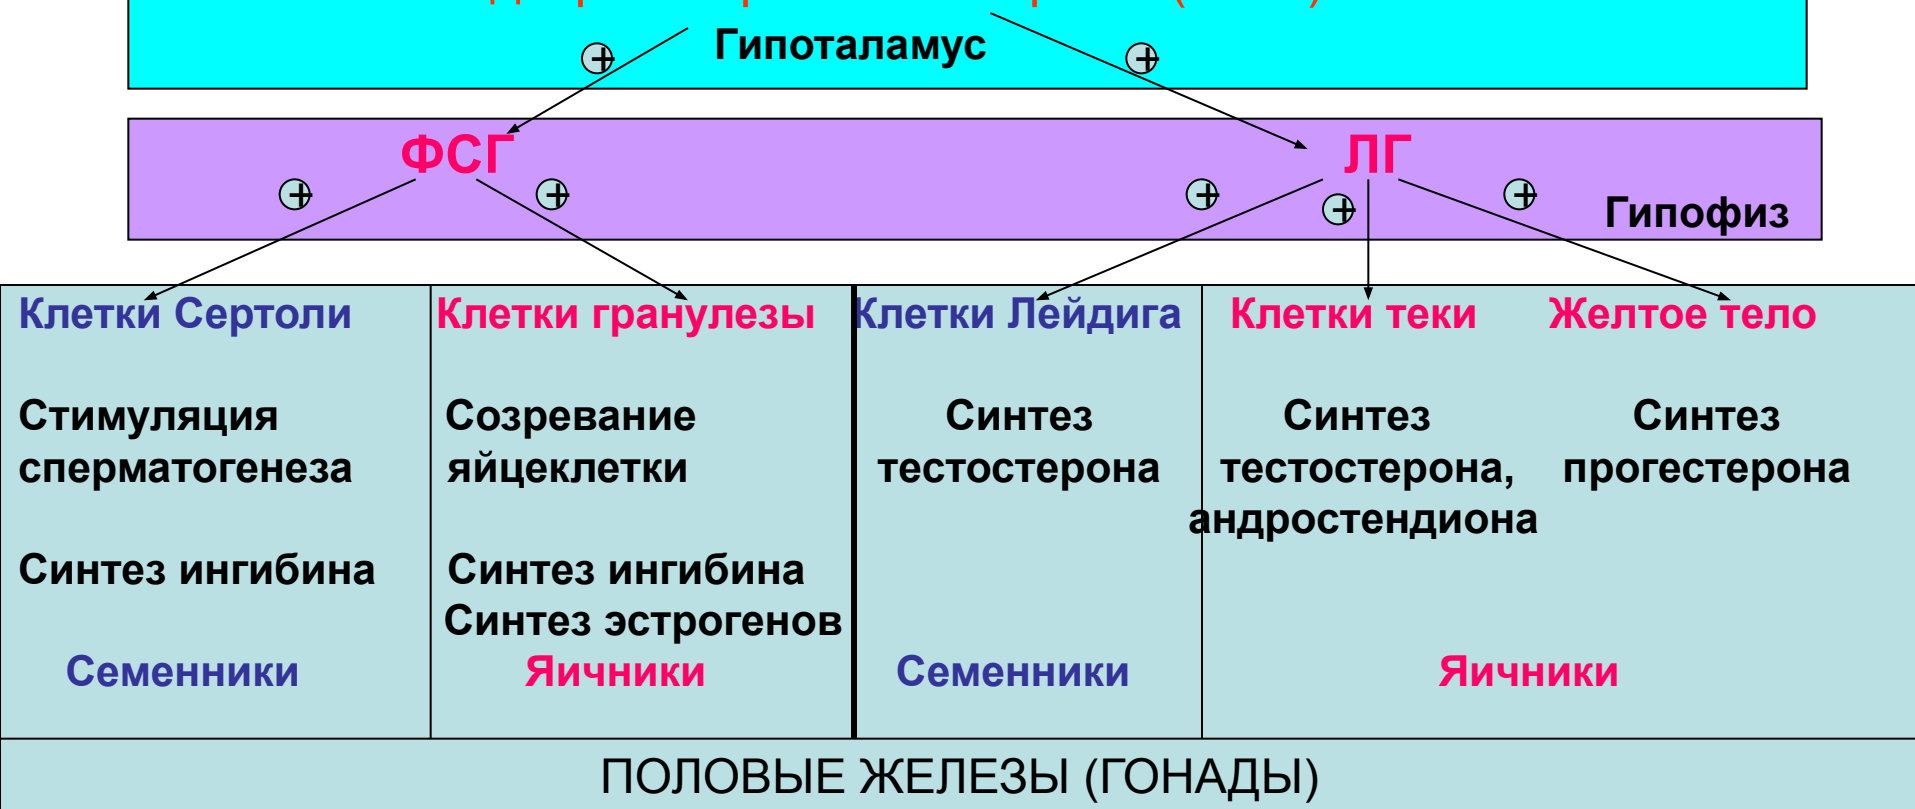 Гипоталамус
ФСГ
ЛГ
Гипофиз
Клетки Сертоли
Стимуляция
сперматогенеза
Синтез ингибина
Семенники
Клетки гранулезы
Созревание
яйцеклетки
Синтез ингибина
Синтез эстрогенов
Яичники
Клетки Лейдига
Синтез
тестостерона
Семенники
Клетки теки
Синтез
тестостерона,
андростендиона
Желтое тело
Синтез
прогестерона
Яичники
ПОЛОВЫЕ ЖЕЛЕЗЫ (ГОНАДЫ)